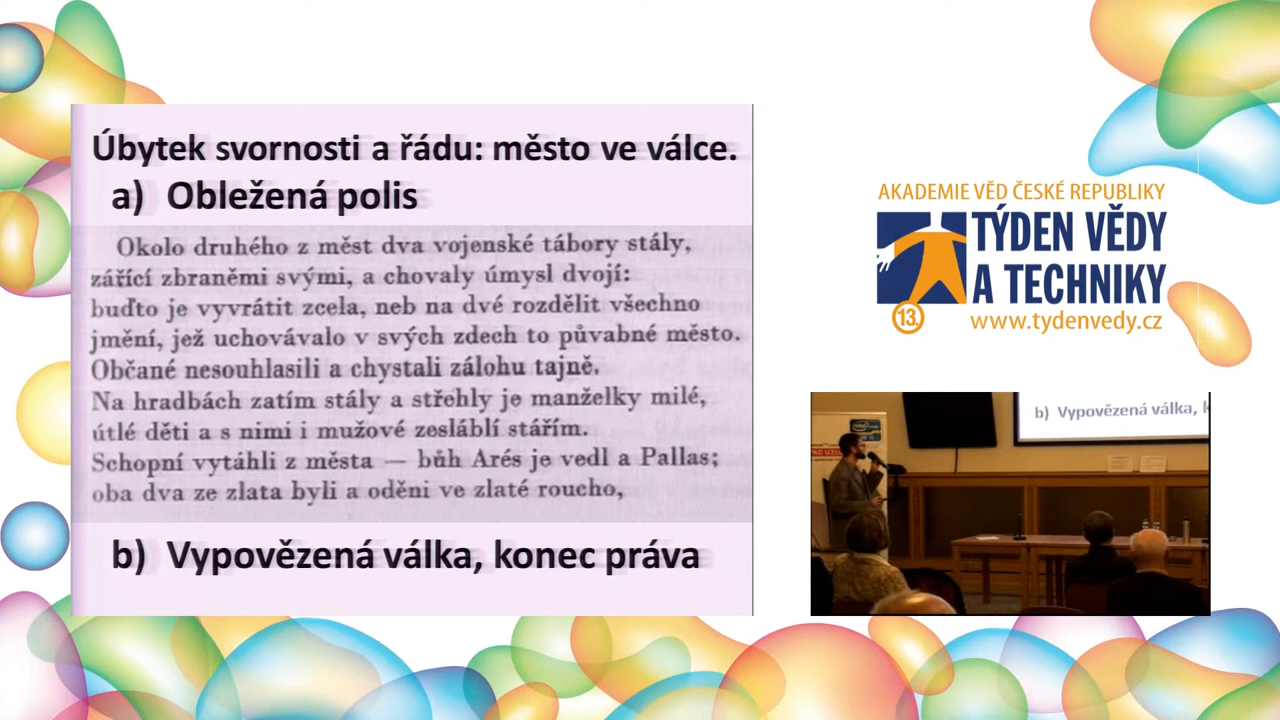 Úbytek svornosti a řádu: město ve válce.
a) Obležená polis
Okolo druhého z měst dva vojenské tábory stály,
zářící zbraněmi svými, a chovaly úmysl dvojí:
buďto je vyvrátit zcela, neb na dvé rozdělit všechno
jmění, jež uchovávalo v svých zdech to půvabné město.
Občané nesouhlasili a chystali zálohu tajně.
Na hradbách zatím stály a střehly je manželky milé,
útlé děti a s nimi i mužové zesláblí stářím.
Schopní vytáhli z města — bůh Arés je vedl a Pallas;
oba dva ze zlata byli a oděni ve zlaté roucho,
b) Vypovězená válka, konec práva
AKADEMIE VĚD ČESKÉ REPUBLIKY
TÝDEN VĚDY
A TECHNIKY
13.
www.tydenvedy.cz
b) Vypovězená válka, k
intel